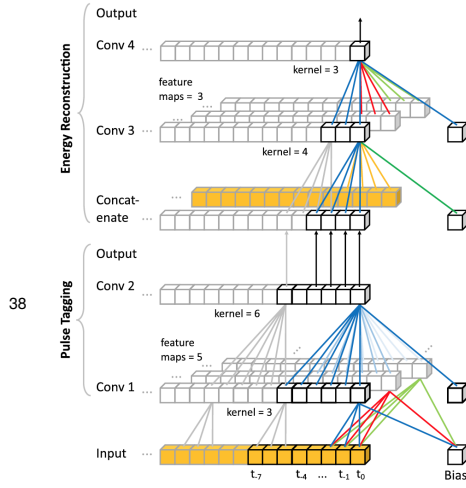 Output
Conv 4
kernel = 3
feature
maps = 3
Energy Reconstruction
Conv 3
kernel = 4
Concat-
enate
Output
Conv 2
38
kernel = 6
Pulse Tagging
feature
maps = 5
Conv 1
kernel = 3
Input
t-7 t-4 ... t-1 t0
Bias